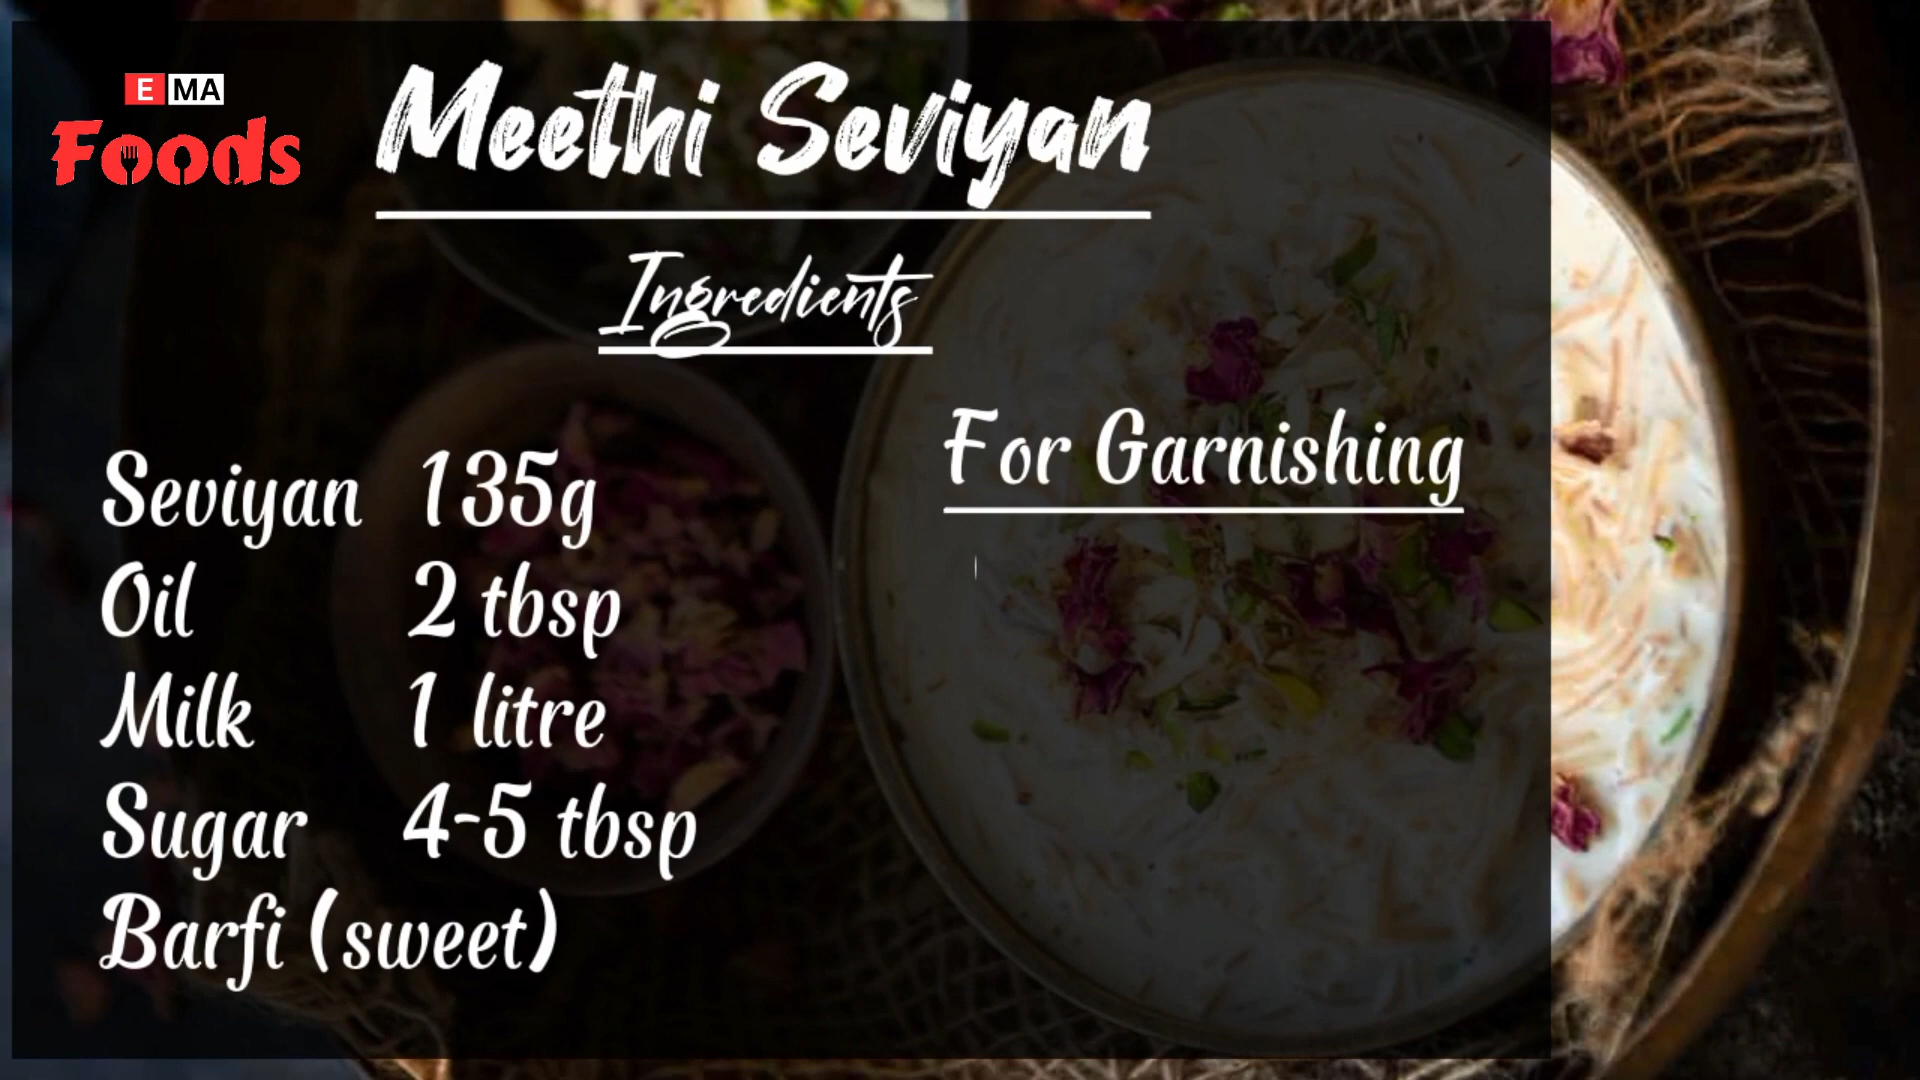 E MA
Foods
Meethi Seviyan
Ingredients
Seviyan 135g
Oil 2 tbsp
Milk 1 litre
Sugar 4-5 tbsp
Barfi (sweet)
For Garnishing